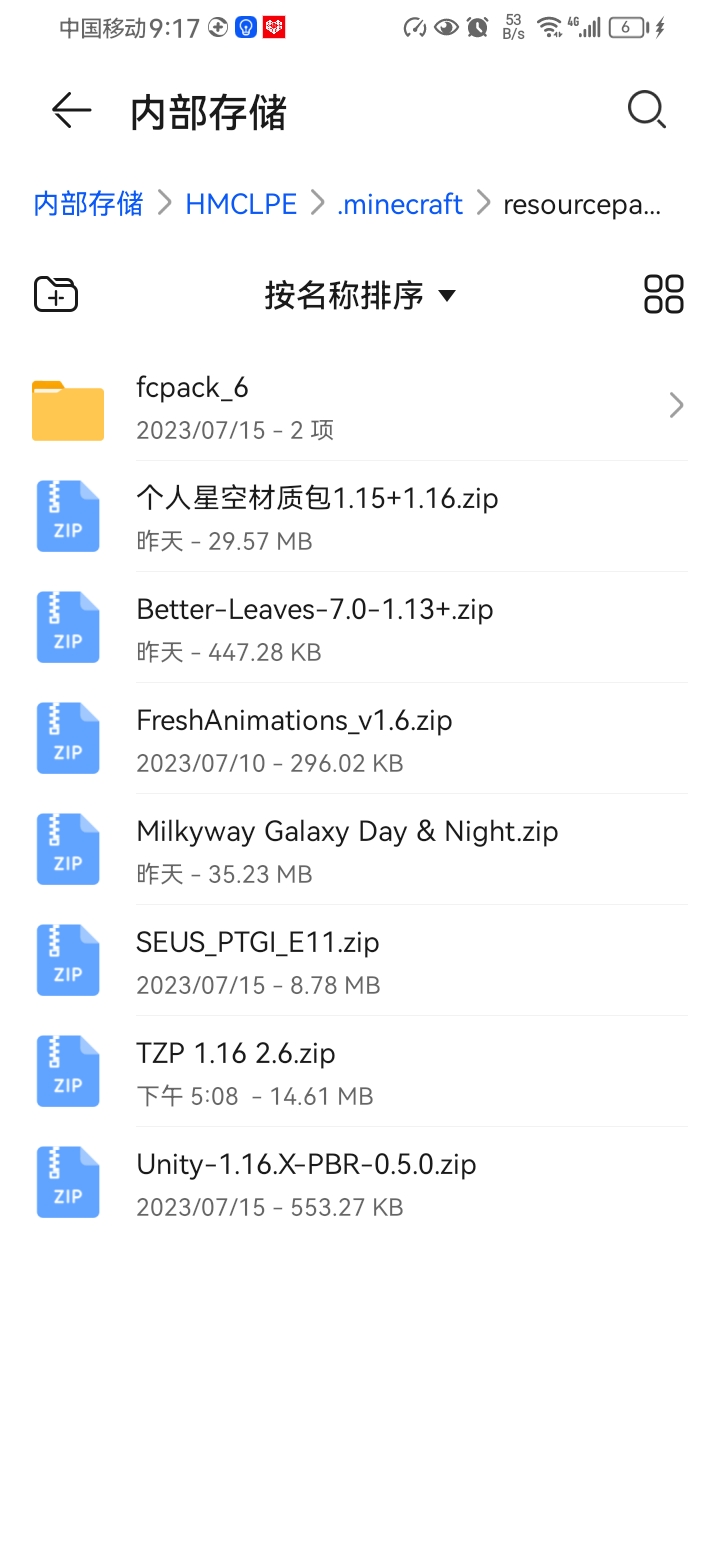 中国移动9:17 53 B/s 4G 6
内部存储
内部存储 > HMCLPE > .minecraft > resourcepa...
按名称排序
fcpack_6
2023/07/15 - 2 项
个人星空材质包1.15+1.16.zip
昨天 - 29.57 MB
ZIP
Better-Leaves-7.0-1.13+.zip
昨天 - 447.28 KB
ZIP
FreshAnimations_v1.6.zip
2023/07/10 - 296.02 KB
ZIP
Milkyway Galaxy Day & Night.zip
昨天 - 35.23 MB
ZIP
SEUS_PTGI_E11.zip
2023/07/15 - 8.78 MB
ZIP
TZP 1.16 2.6.zip
下午 5:08 - 14.61 MB
ZIP
Unity-1.16.X-PBR-0.5.0.zip
2023/07/15 - 553.27 KB
ZIP